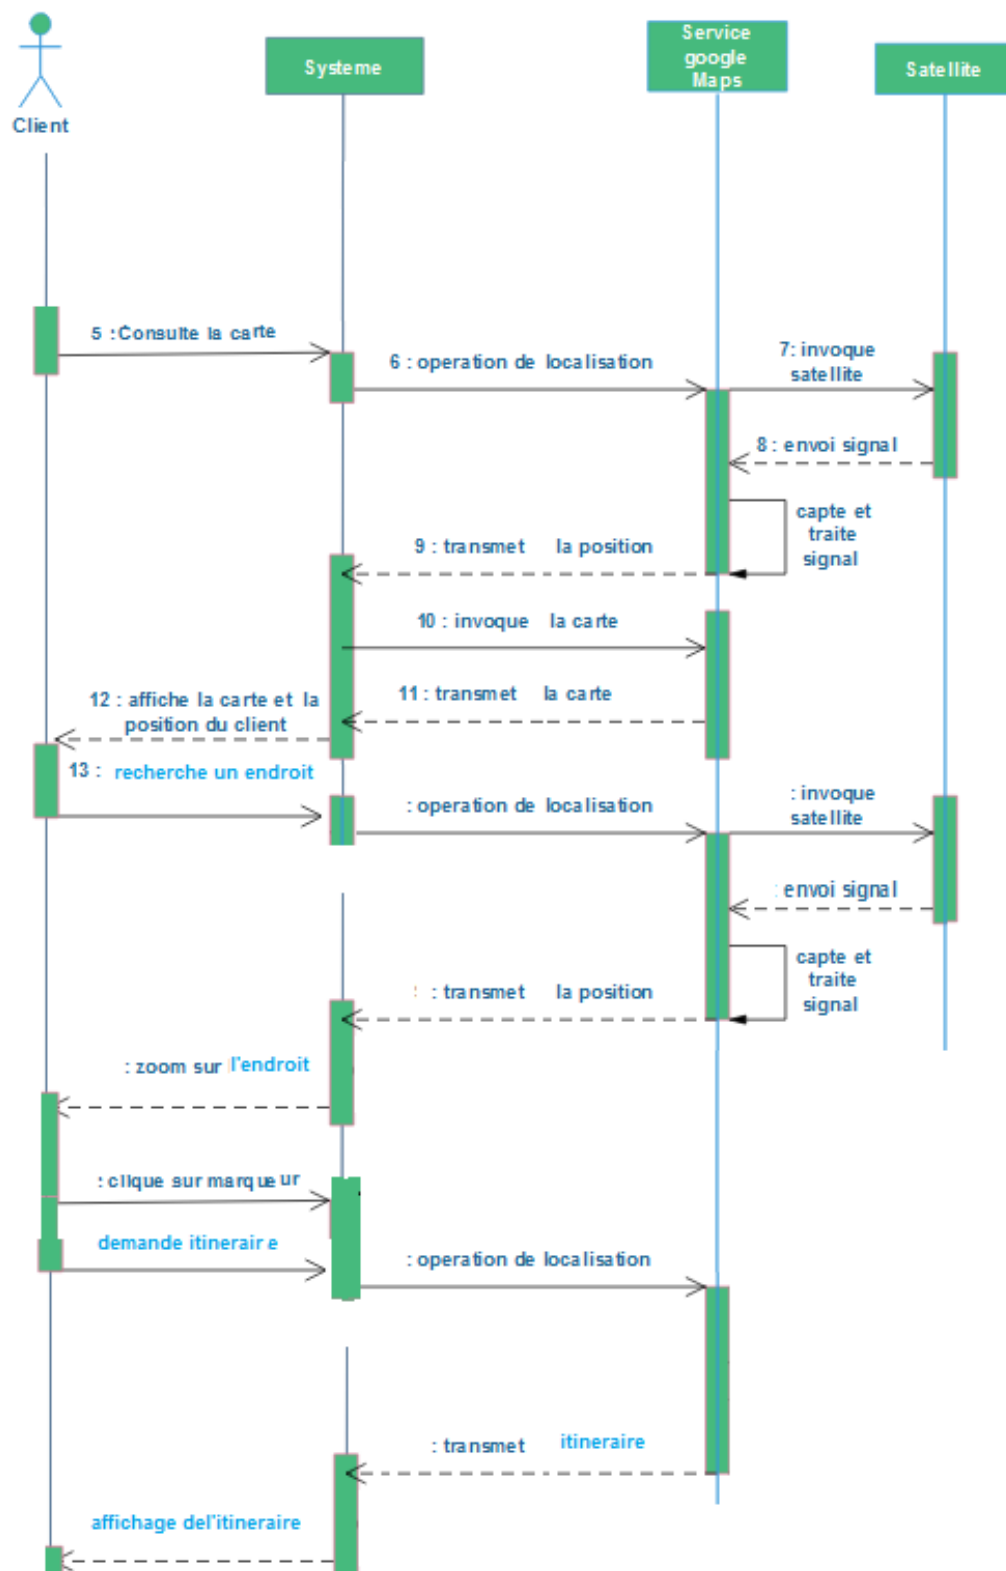 Client
Systeme
Service
google
Maps
Satellite
5 :Consulte la carte
6 : operation de localisation
7: invoque
satellite
8 : envoi signal
capte et
traite
signal
9 : transmet la position
10 : invoque la carte
11 : transmet la carte
12 : affiche la carte et la
position du client
13 : recherche un endroit
: operation de localisation
: invoque
satellite
: envoi signal
capte et
traite
signal
: transmet la position
: zoom sur l'endroit
: clique sur marqueur
demande itineraire
: operation de localisation
: transmet itineraire
affichage del'itineraire